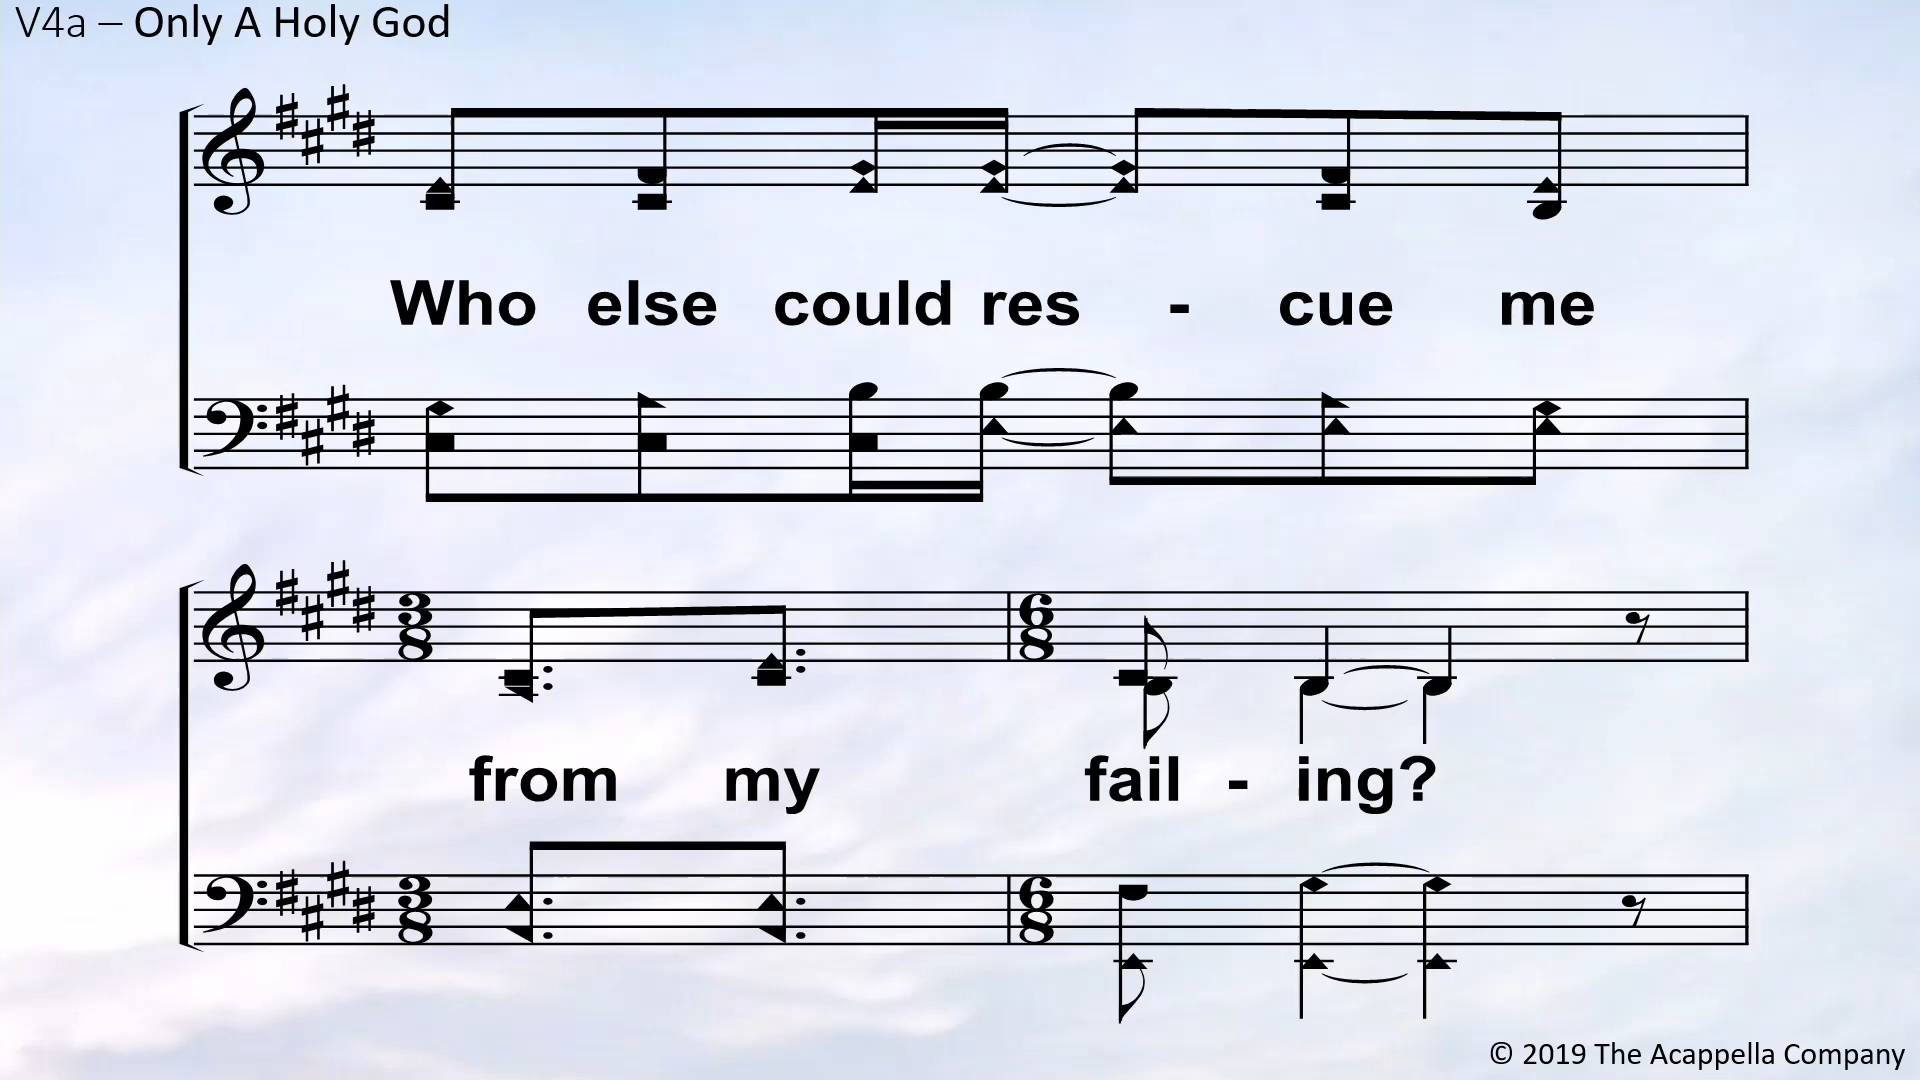 V4a – Only A Holy God
Who else could res - cue me
3 8 6 8
from my fail - ing?
3 8 6 8
© 2019 The Acappella Company